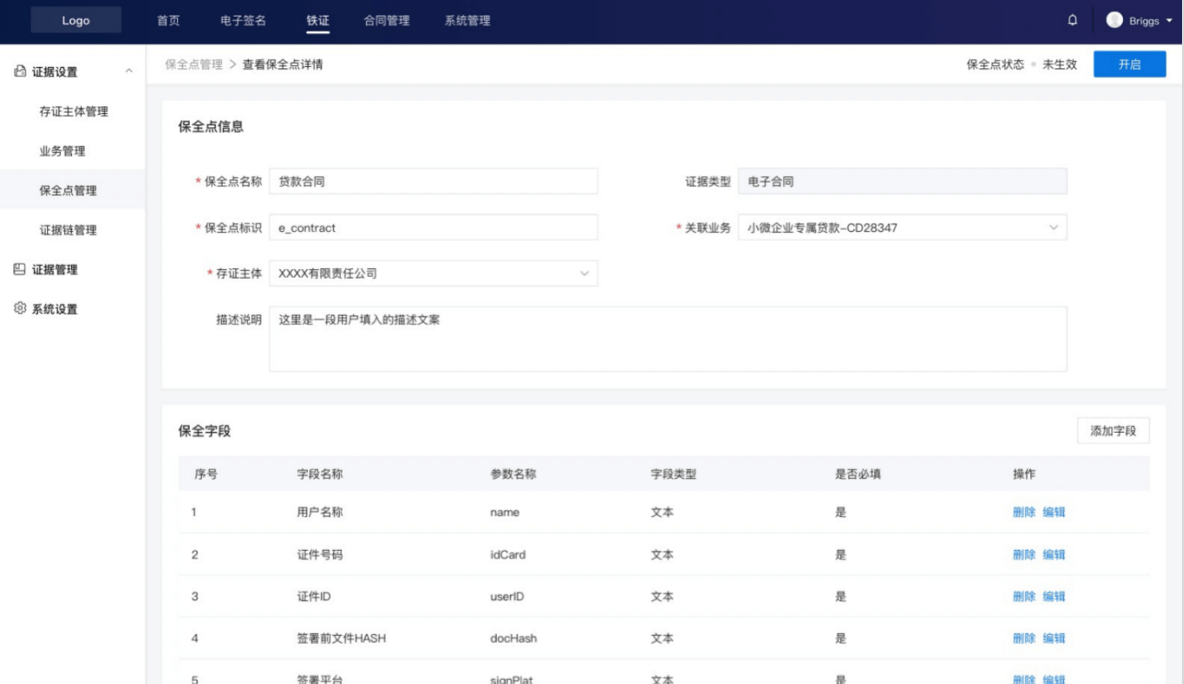 Logo 首页 电子签名 铁证 合同管理 系统管理 Briggs
证据设置
存证主体管理
业务管理
保全点管理
证据链管理
证据管理
系统设置
保全点管理 > 查看保全点详情 保全点状态 未生效 开启
保全点信息
* 保全点名称 贷款合同 证据类型 电子合同
* 保全点标识 e_contract * 关联业务 小微企业专属贷款-CD28347
* 存证主体 XXXX有限责任公司
描述说明 这里是一段用户填入的描述文案
保全字段 添加字段
序号 字段名称 参数名称 字段类型 是否必填 操作
1 用户名称 name 文本 是 删除 编辑
2 证件号码 idCard 文本 是 删除 编辑
3 证件ID userID 文本 是 删除 编辑
4 签署前文件HASH docHash 文本 是 删除 编辑
5 签署平台 signPlat 文本 是 删除 编辑